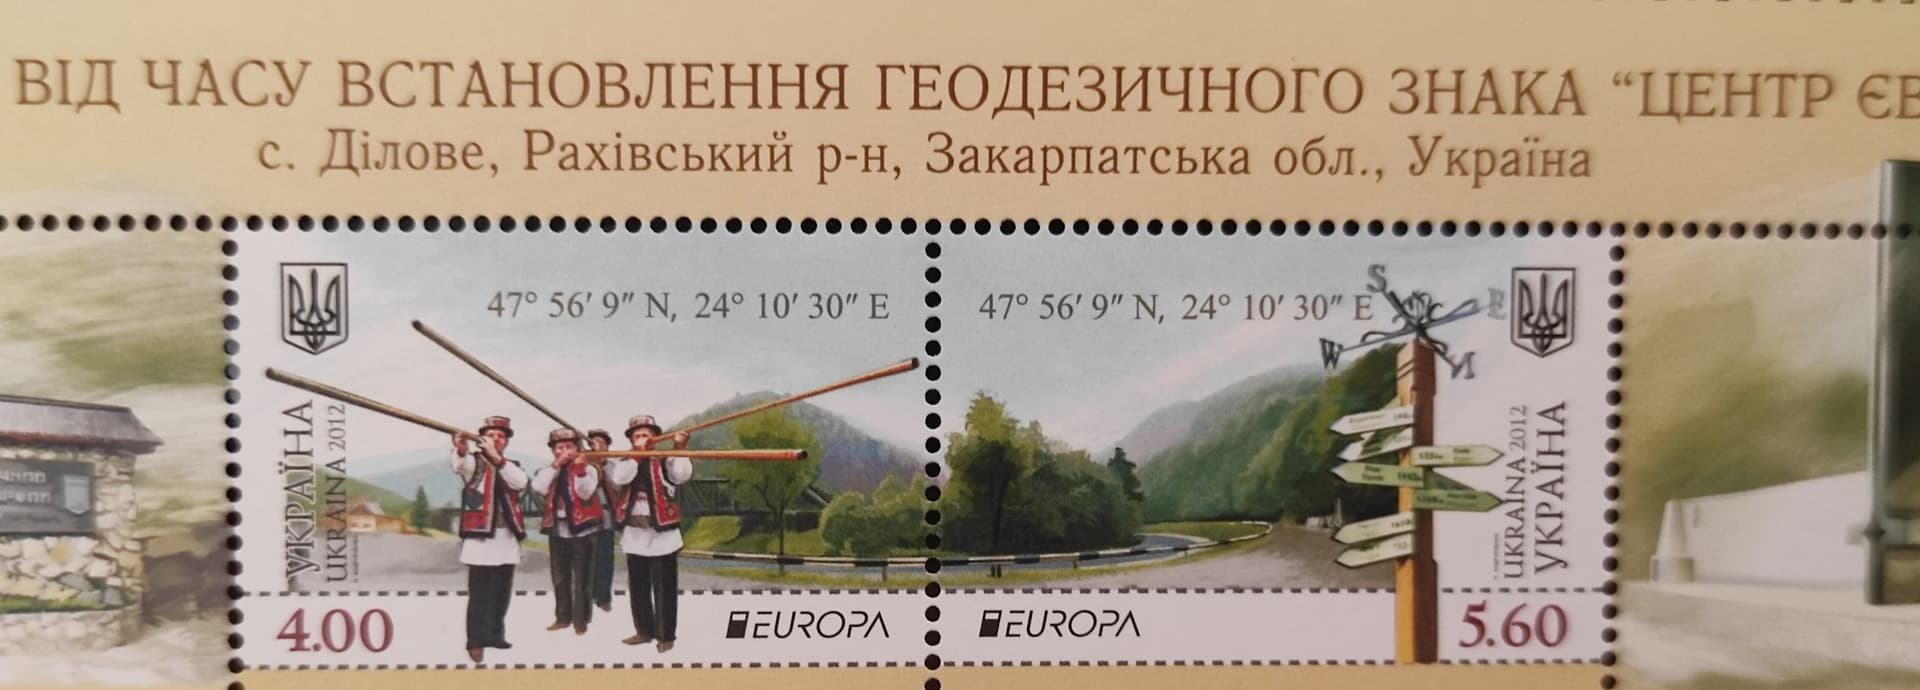 ВІД ЧАСУ ВСТАНОВЛЕННЯ ГЕОДЕЗИЧНОГО ЗНАКА “ЦЕНТР ЄВ
с. Ділове, Рахівський р-н, Закарпатська обл., Україна
47° 56′ 9″ N, 24° 10′ 30″ E
УКРАЇНА
UKRAINA 2012
4.00
EUROPA
47° 56′ 9″ N, 24° 10′ 30″ E
S
E
W
N
UKRAINA 2012
УКРАЇНА
EUROPA
5.60